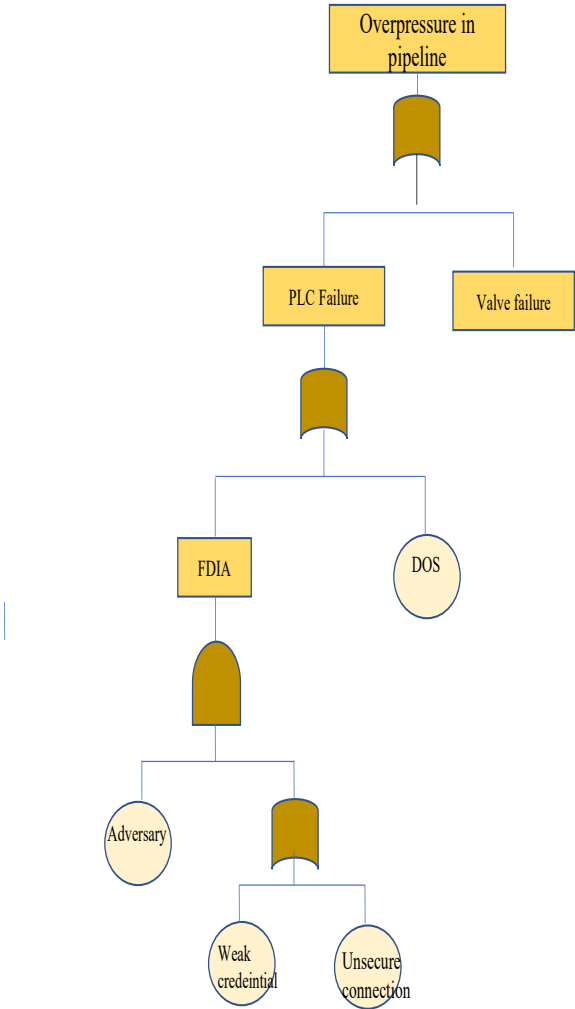 Overpressure in
pipeline
PLC Failure
Valve failure
FDIA
DOS
Adversary
Weak
credeintial
Unsecure
connection